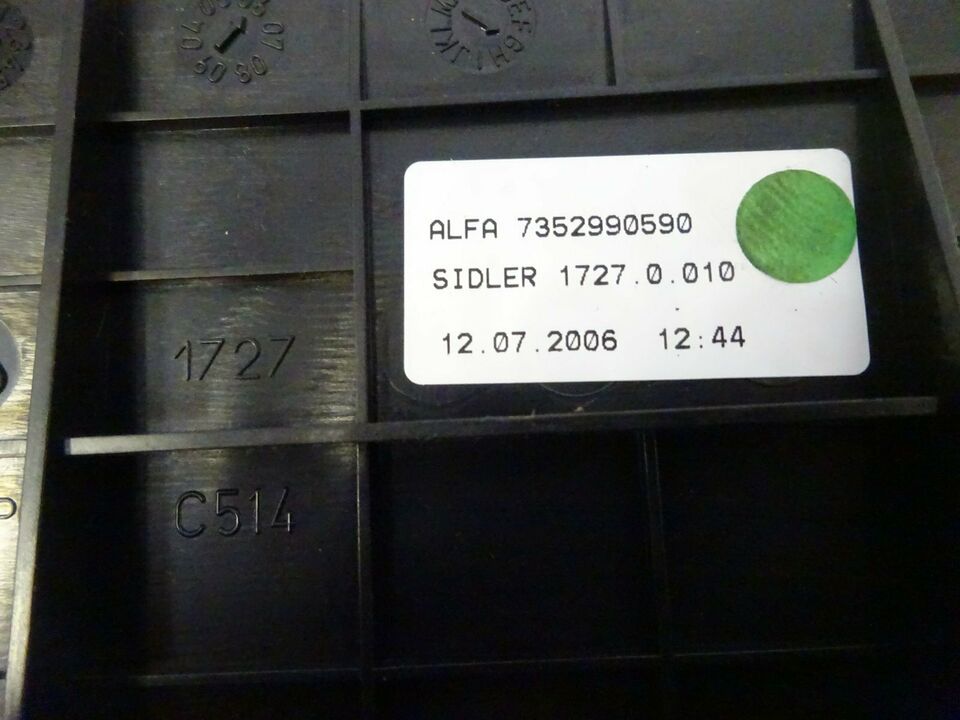 ALFA 7352990590
SIDLER 1727.0.010
12.07.2006 12:44
1727
C514